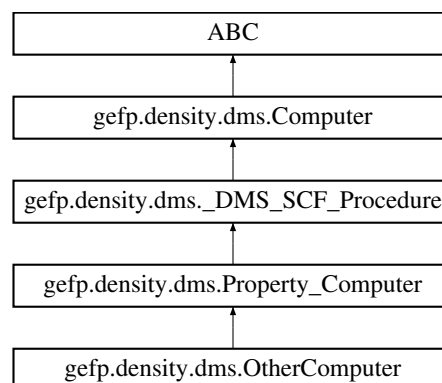 ABC
gefp.density.dms.Computer
gefp.density.dms._DMS_SCF_Procedure
gefp.density.dms.Property_Computer
gefp.density.dms.OtherComputer